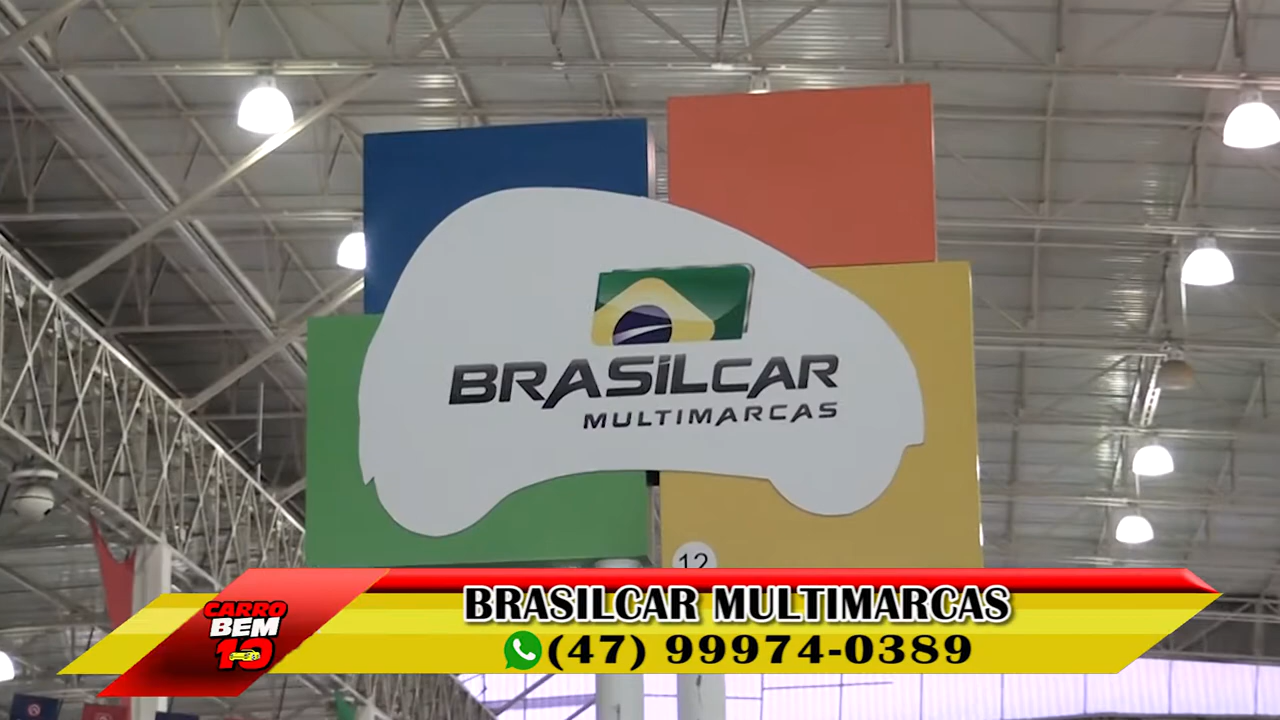 BRASILCAR
MULTIMARCAS
12
CARRO
BEM
10
BRASILCAR MULTIMARCAS
(47) 99974-0389